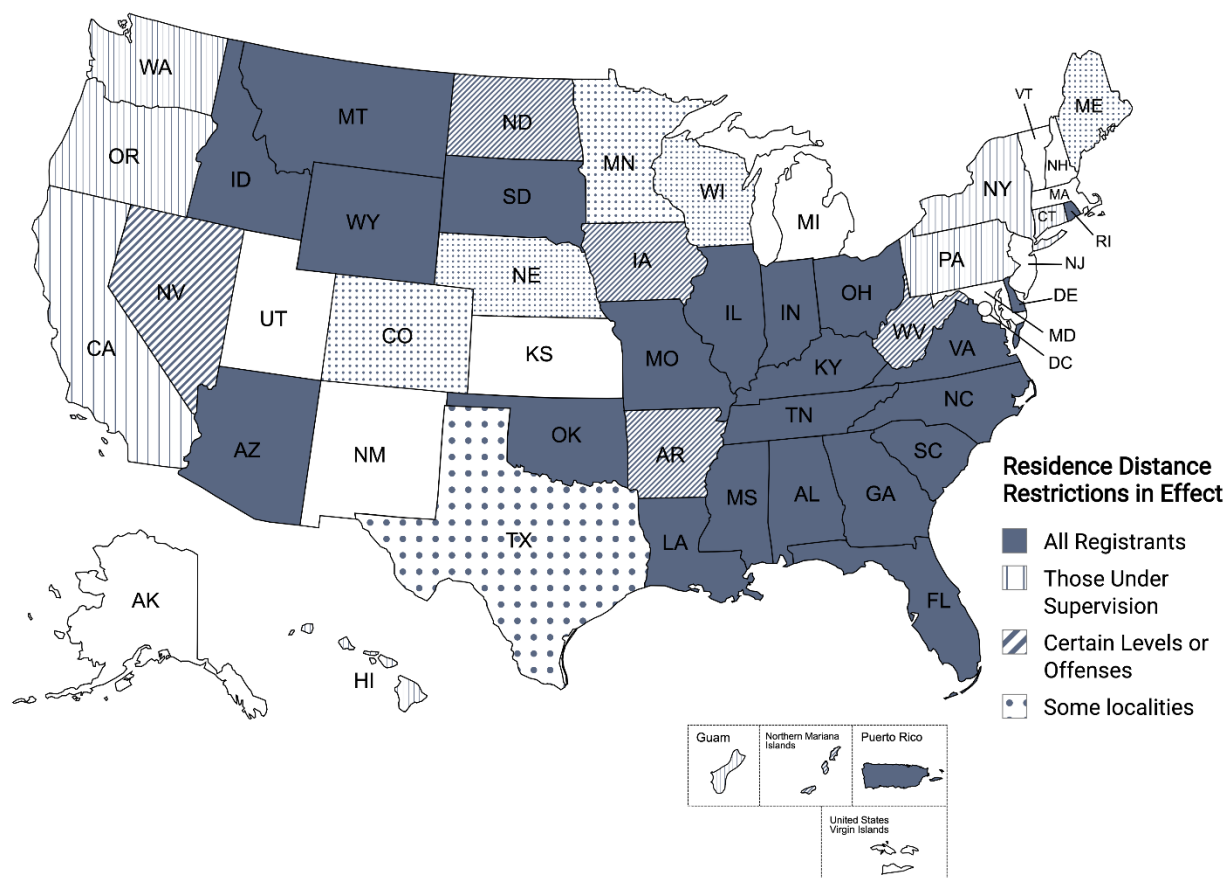 WA
MT
ND
MN
VT
ME
OR
ID
SD
WI
NY
NH
MA
WY
MI
CT
RI
IA
PA
NJ
NE
NV
OH
DE
UT
IL
IN
WV
CO
MD
CA
KS
MO
VA
DC
KY
NC
TN
OK
AZ
NM
AR
SC
MS
AL
GA
TX
LA
FL
AK
HI
Residence Distance
Restrictions in Effect
All Registrants
Those Under
Supervision
Certain Levels or
Offenses
Some localities
Guam
Northern Mariana
Islands
Puerto Rico
United States
Virgin Islands